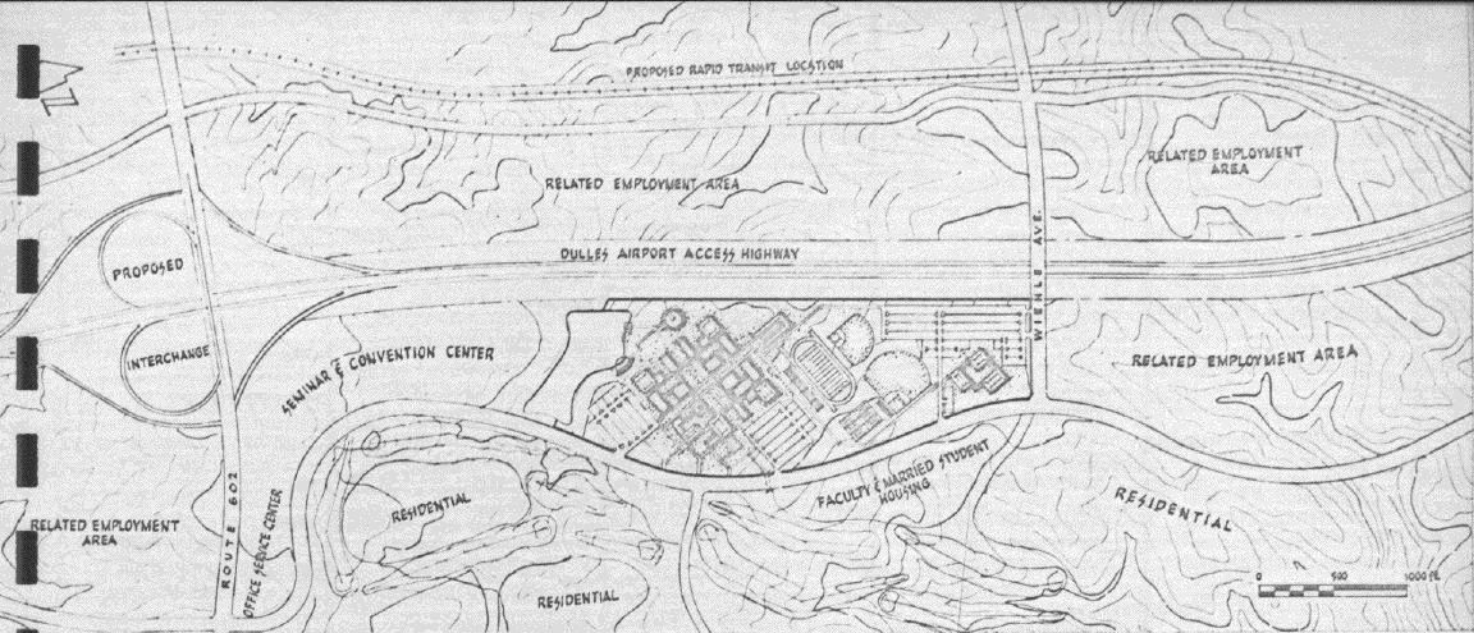 PROPOSED RAPID TRANSIT LOCATION
RELATED EMPLOYMENT
AREA
RELATED EMPLOYMENT AREA
WIEHLE AVE.
DULLES AIRPORT ACCESS HIGHWAY
PROPOSED
INTERCHANGE
SEMINAR & CONVENTION CENTER
RELATED EMPLOYMENT AREA
FACULTY & MARRIED STUDENT
HOUSING
RESIDENTIAL
RESIDENTIAL
RELATED EMPLOYMENT
AREA
ROUTE 602
OFFICE SERVICE CENTER
RESIDENTIAL
0 500 1000 ft.